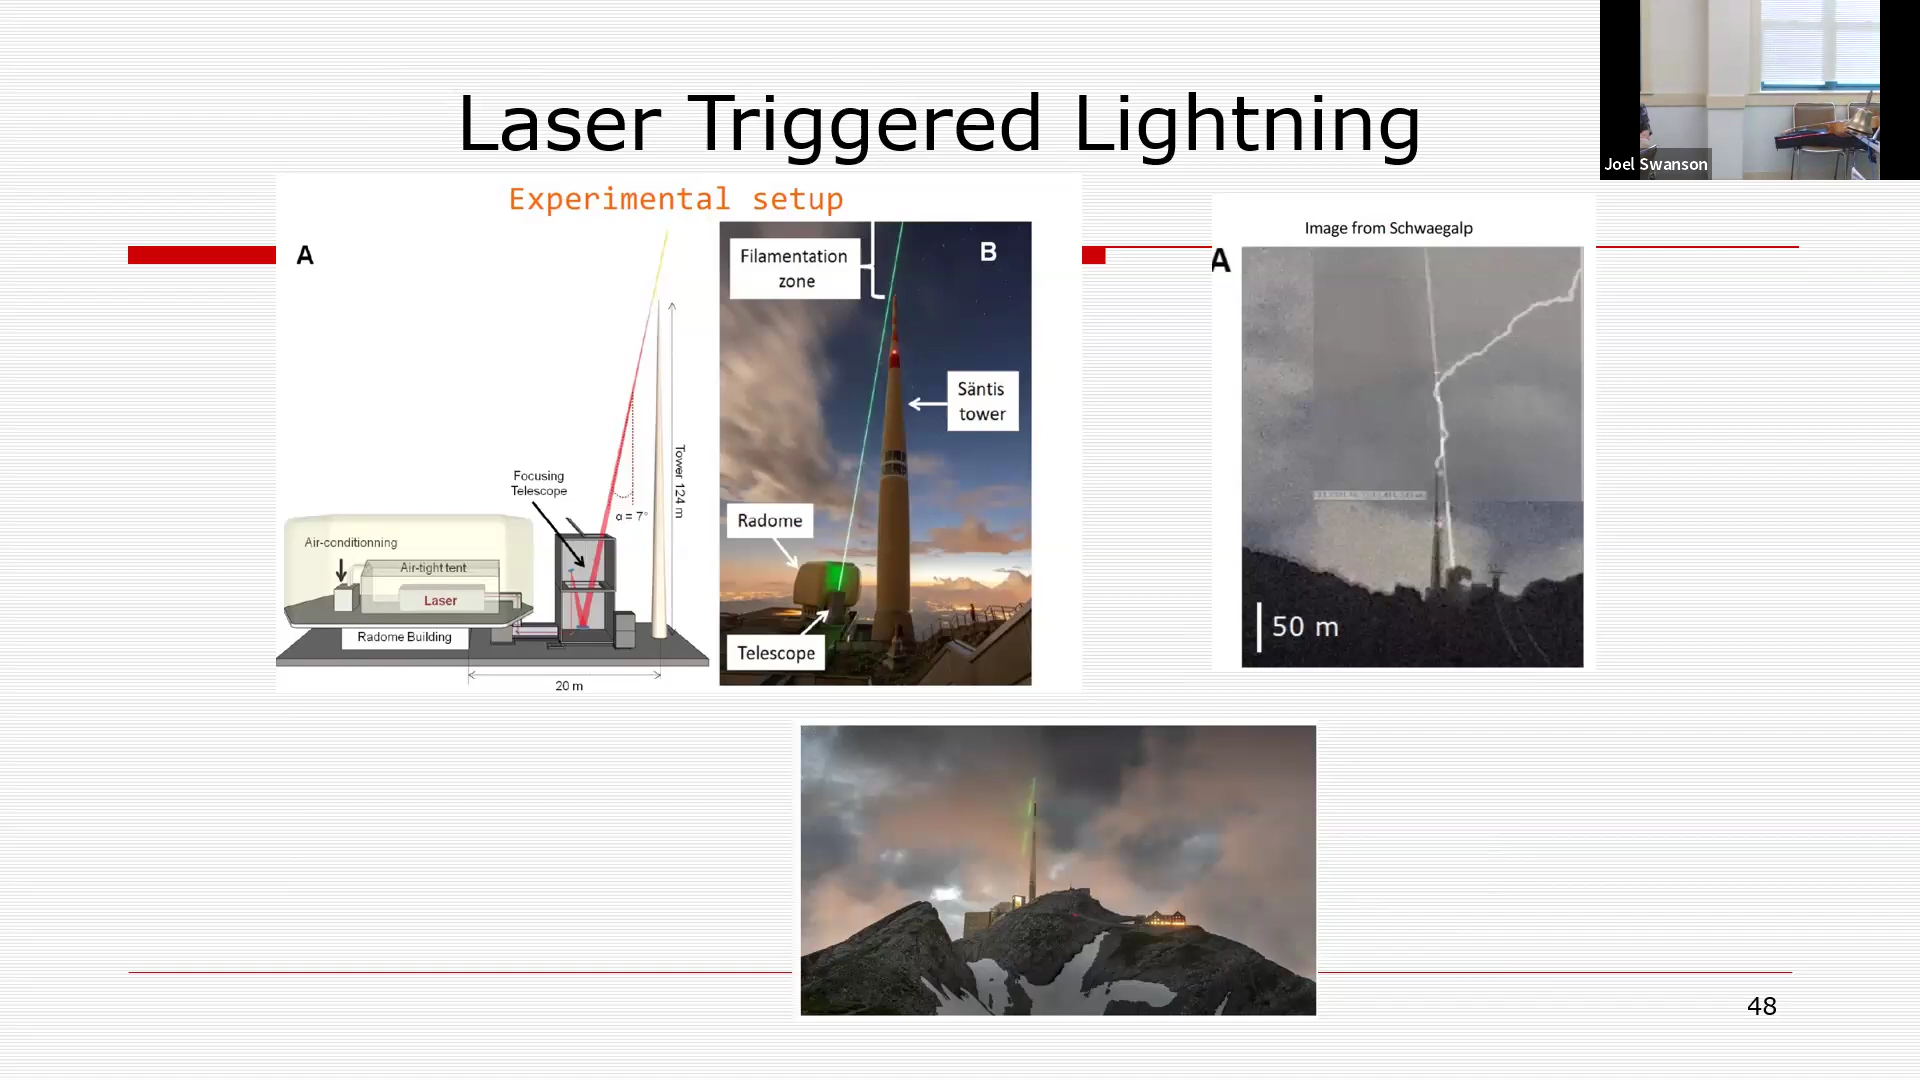 Laser Triggered Lightning
Joel Swanson
Experimental setup
A
Focusing
Telescope
α = 7°
Tower 124 m
Air-conditionning
Air-tight tent
Laser
Radome Building
20 m
B
Filamentation
zone
Säntis
tower
Radome
Telescope
Image from Schwaegalp
A
50 m
48